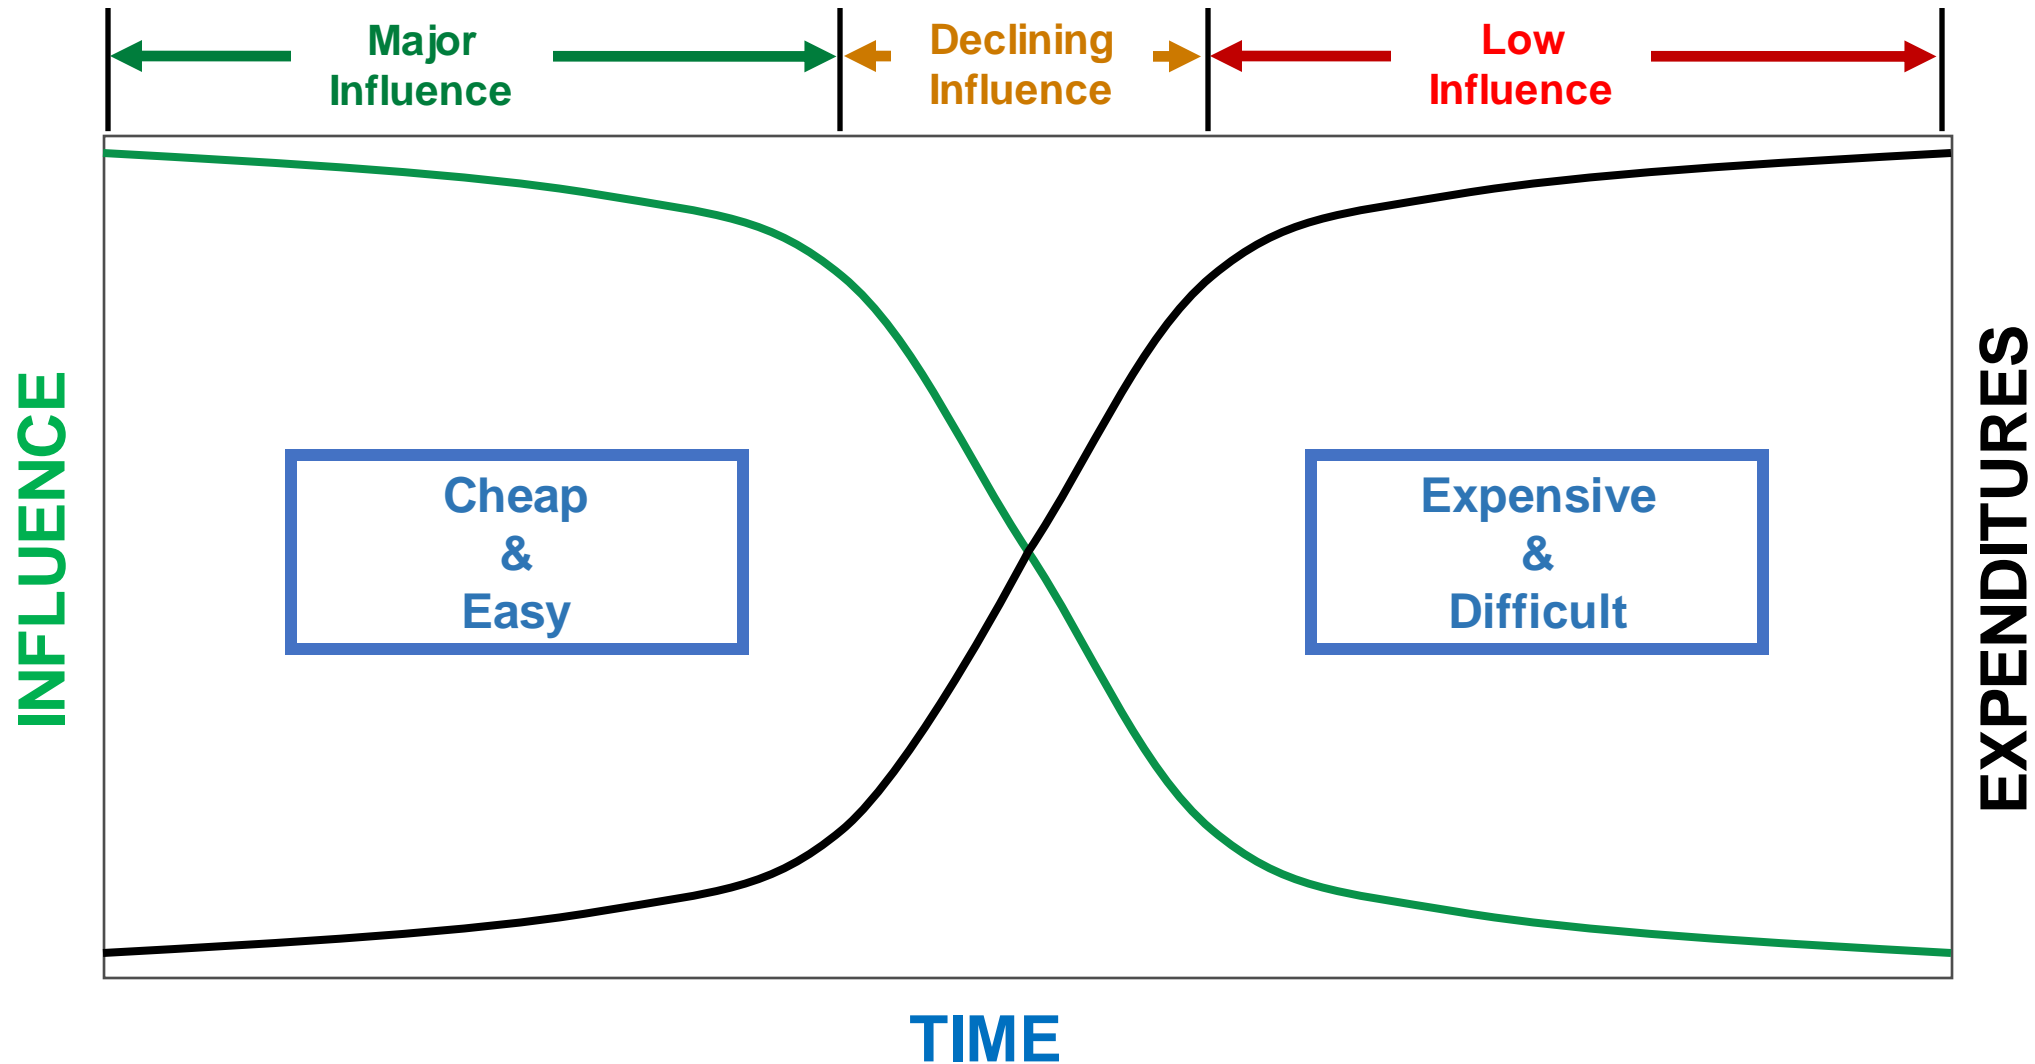 Major
Influence
Declining
Influence
Low
Influence
INFLUENCE
Cheap
&
Easy
Expensive
&
Difficult
EXPENDITURES
TIME